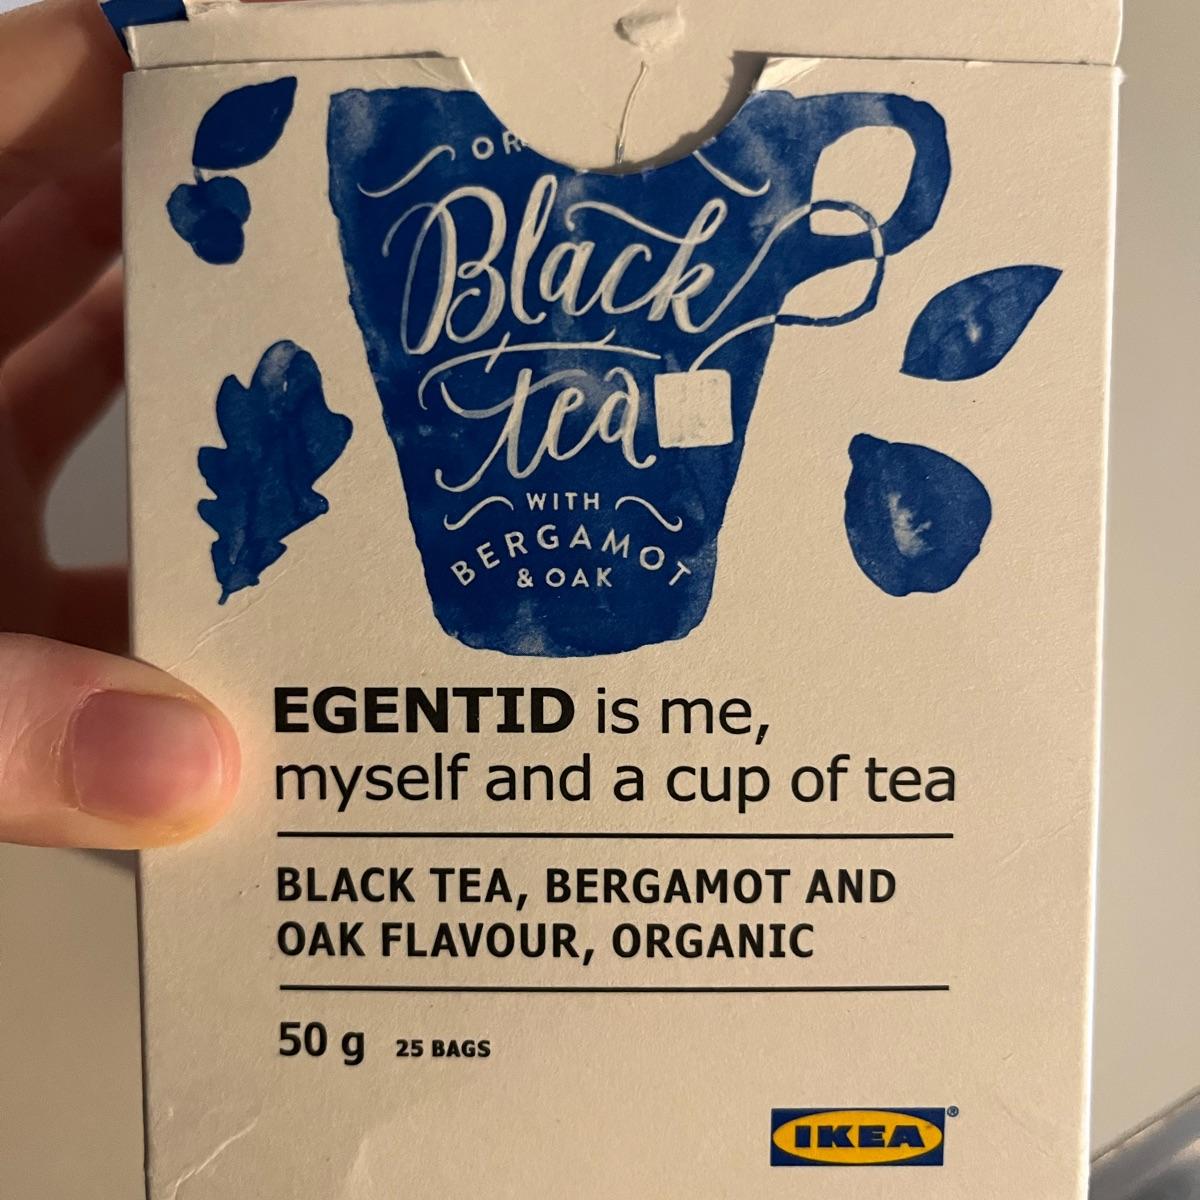 Black
tea
WITH
BERGAMOT
& OAK
EGENTID is me,
myself and a cup of tea
BLACK TEA, BERGAMOT AND
OAK FLAVOUR, ORGANIC
50 g 25 BAGS
IKEA®